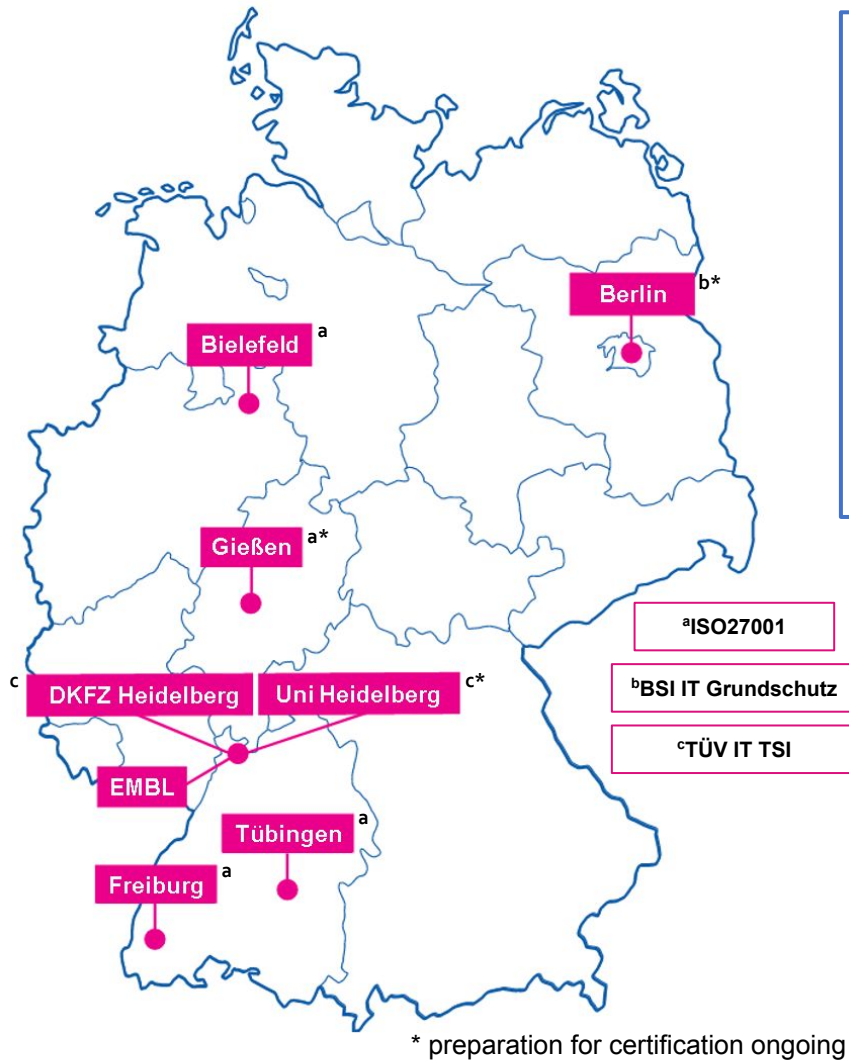 Berlin b*
Bielefeld a
Gießen a*
c DKFZ Heidelberg
Uni Heidelberg c*
EMBL
Tübingen a
Freiburg a
aISO27001
bBSI IT Grundschutz
cTÜV IT TSI
* preparation for certification ongoing